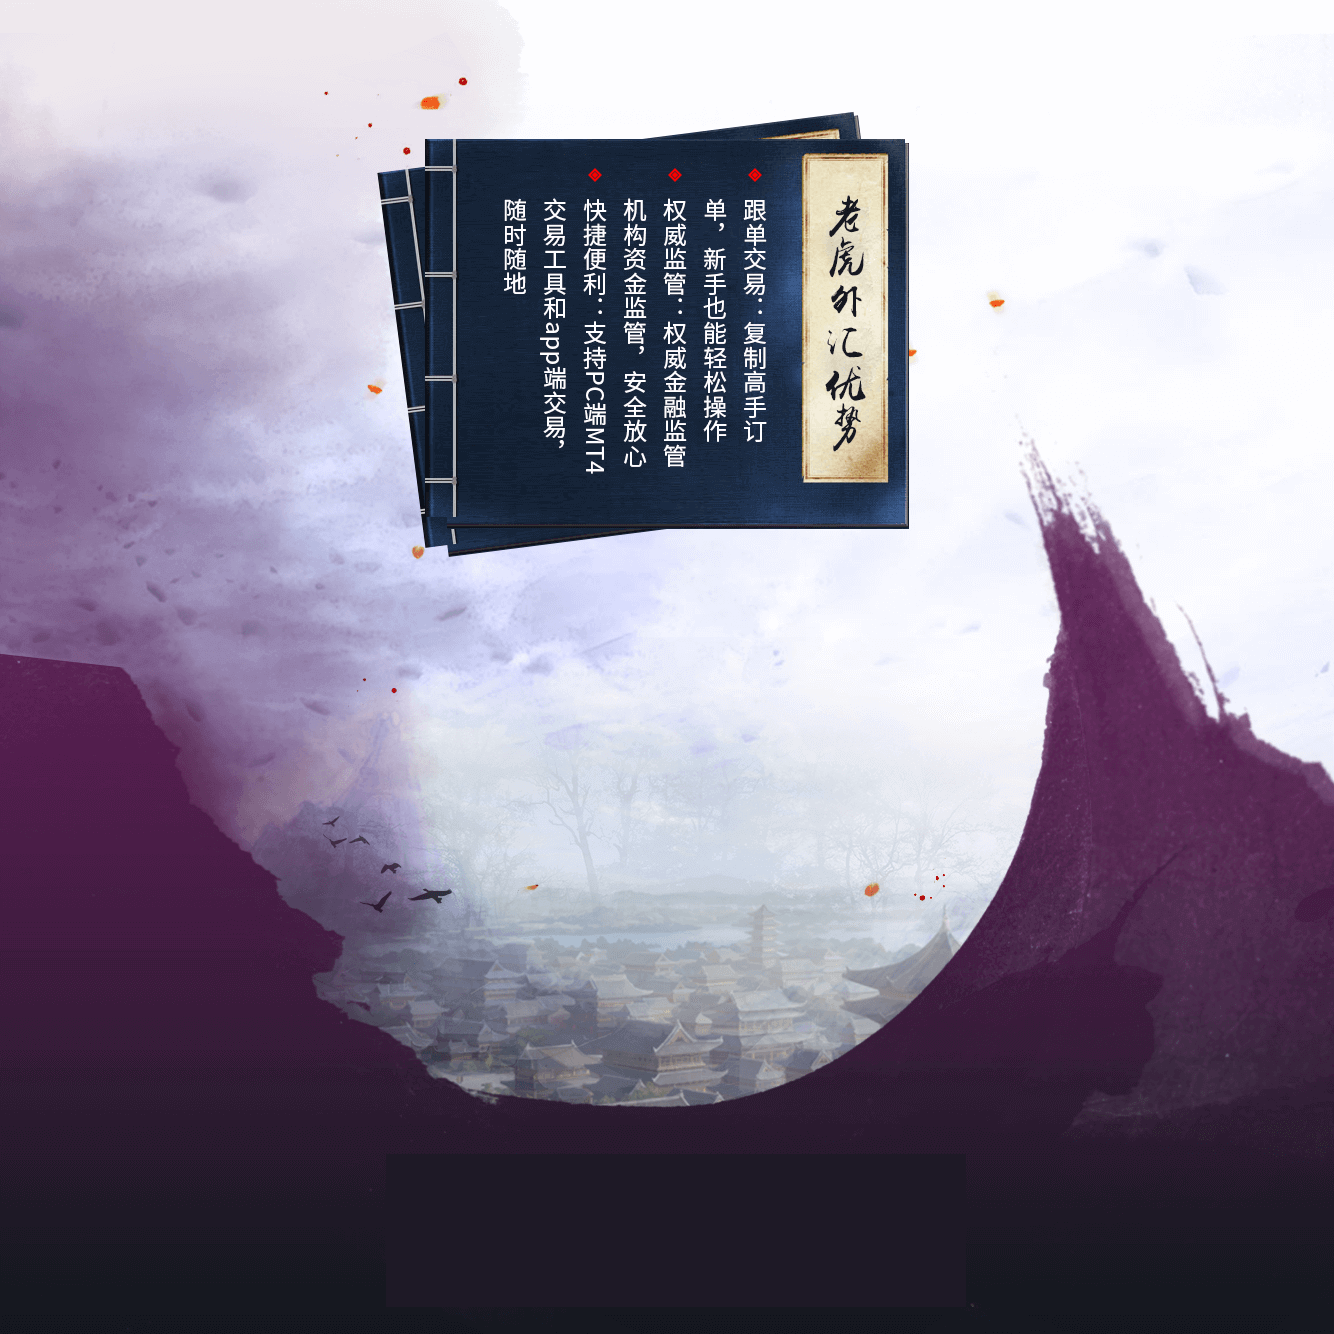 老虎外汇优势
跟单交易：复制高手订
单，新手也能轻松操作
权威监管：权威金融监管
机构资金监管，安全放心
快捷便利：支持PC端MT4
交易工具和app端交易，
随时随地